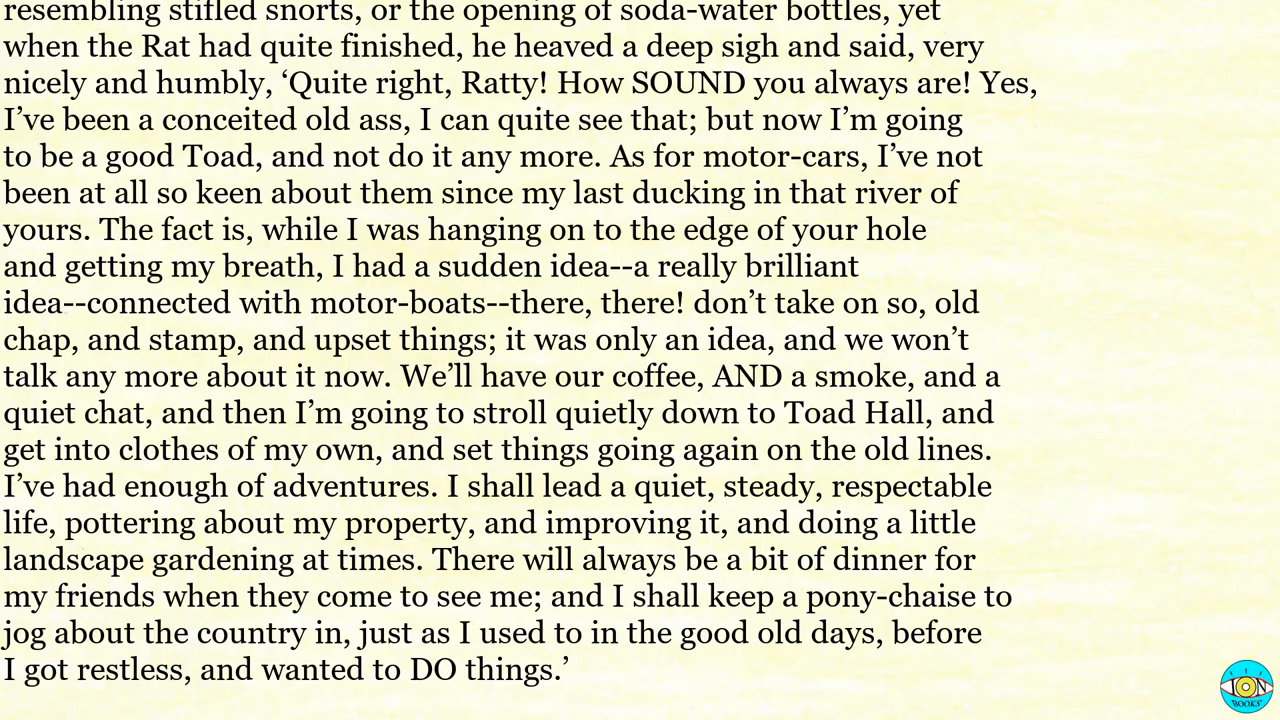 resembling stifled snorts, or the opening of soda-water bottles, yet
when the Rat had quite finished, he heaved a deep sigh and said, very
nicely and humbly, ‘Quite right, Ratty! How SOUND you always are! Yes,
I’ve been a conceited old ass, I can quite see that; but now I’m going
to be a good Toad, and not do it any more. As for motor-cars, I’ve not
been at all so keen about them since my last ducking in that river of
yours. The fact is, while I was hanging on to the edge of your hole
and getting my breath, I had a sudden idea--a really brilliant
idea--connected with motor-boats--there, there! don’t take on so, old
chap, and stamp, and upset things; it was only an idea, and we won’t
talk any more about it now. We’ll have our coffee, AND a smoke, and a
quiet chat, and then I’m going to stroll quietly down to Toad Hall, and
get into clothes of my own, and set things going again on the old lines.
I’ve had enough of adventures. I shall lead a quiet, steady, respectable
life, pottering about my property, and improving it, and doing a little
landscape gardening at times. There will always be a bit of dinner for
my friends when they come to see me; and I shall keep a pony-chaise to
jog about the country in, just as I used to in the good old days, before
I got restless, and wanted to DO things.’
ION
BOOKS